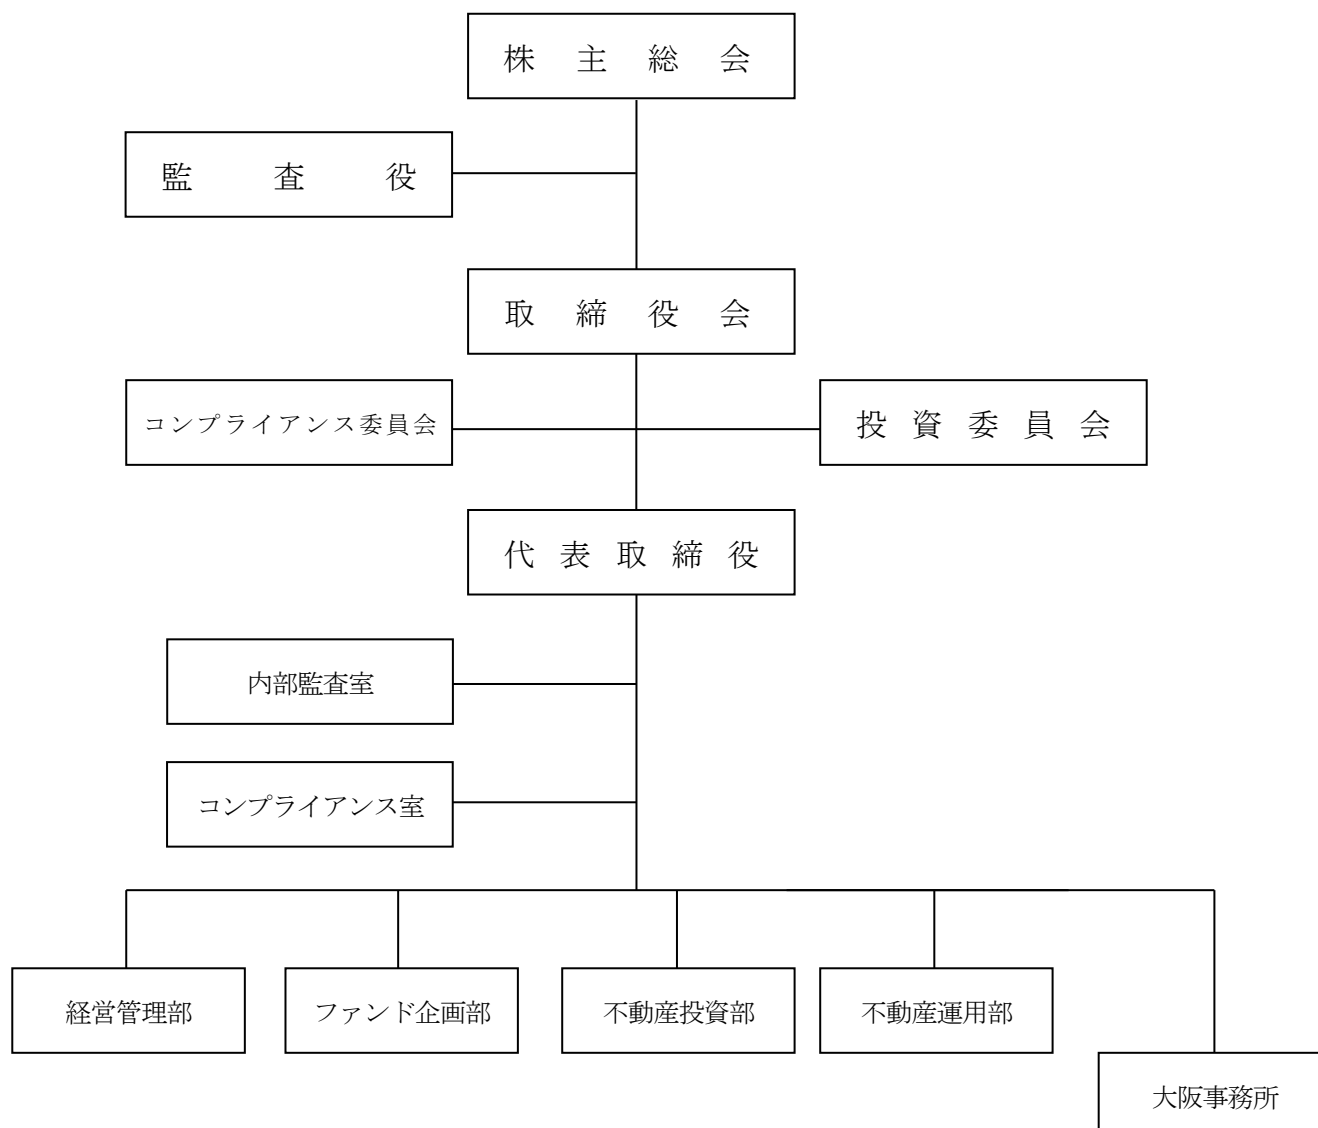 株主総会
監査役
取締役会
コンプライアンス委員会
投資委員会
代表取締役
内部監査室
コンプライアンス室
経営管理部
ファンド企画部
不動産投資部
不動産運用部
大阪事務所